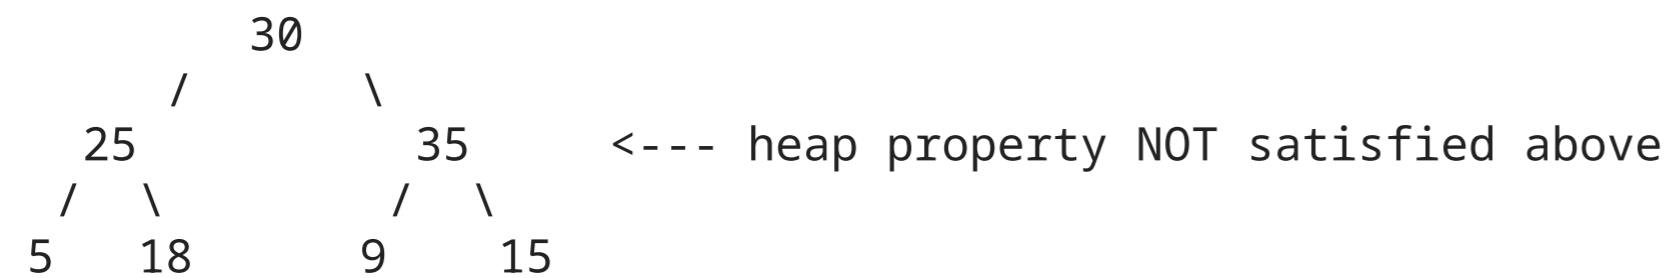 30
/ \
25 35 <--- heap property NOT satisfied above
/ \ / \
5 18 9 15